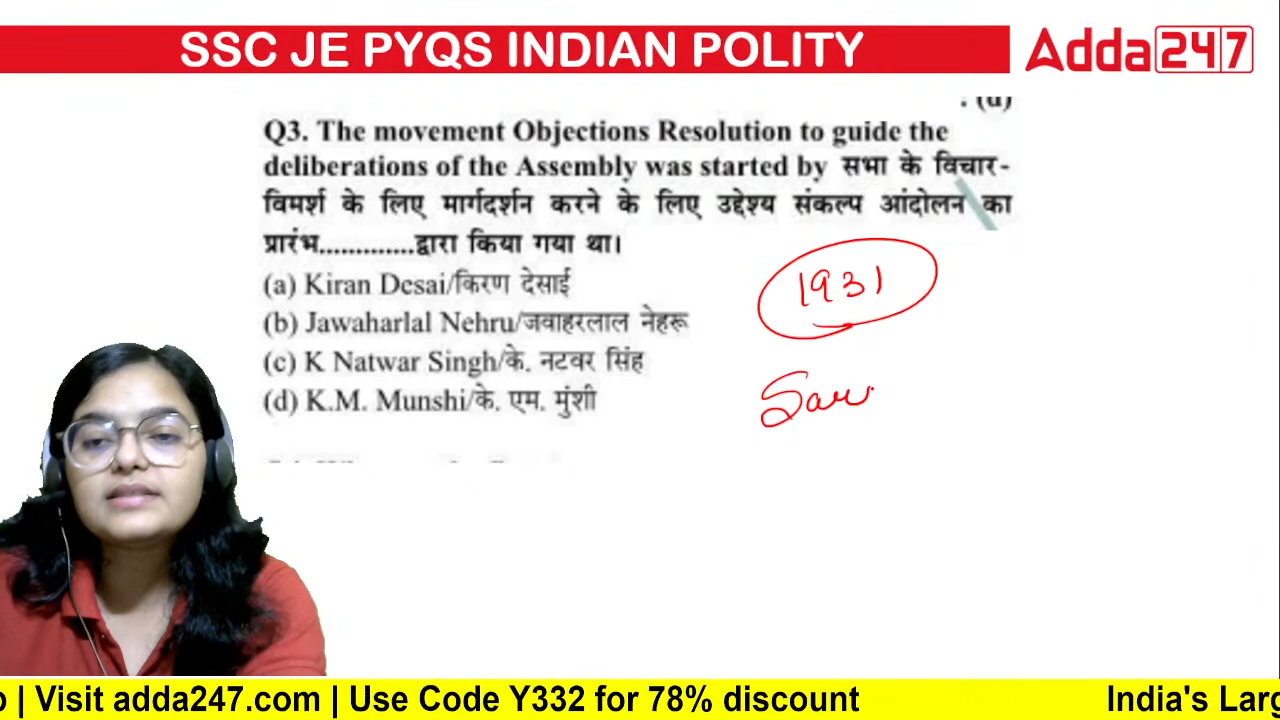 SSC JE PYQS INDIAN POLITY
Adda247
. (d)
Q3. The movement Objections Resolution to guide the
deliberations of the Assembly was started by सभा के विचार-
विमर्श के लिए मार्गदर्शन करने के लिए उद्देश्य संकल्प आंदोलन का
प्रारंभ..............द्वारा किया गया था।
(a) Kiran Desai/किरण देसाई
(b) Jawaharlal Nehru/जवाहरलाल नेहरू
(c) K Natwar Singh/के. नटवर सिंह
(d) K.M. Munshi/के. एम. मुंशी
1931
| Visit adda247.com | Use Code Y332 for 78% discount
India's